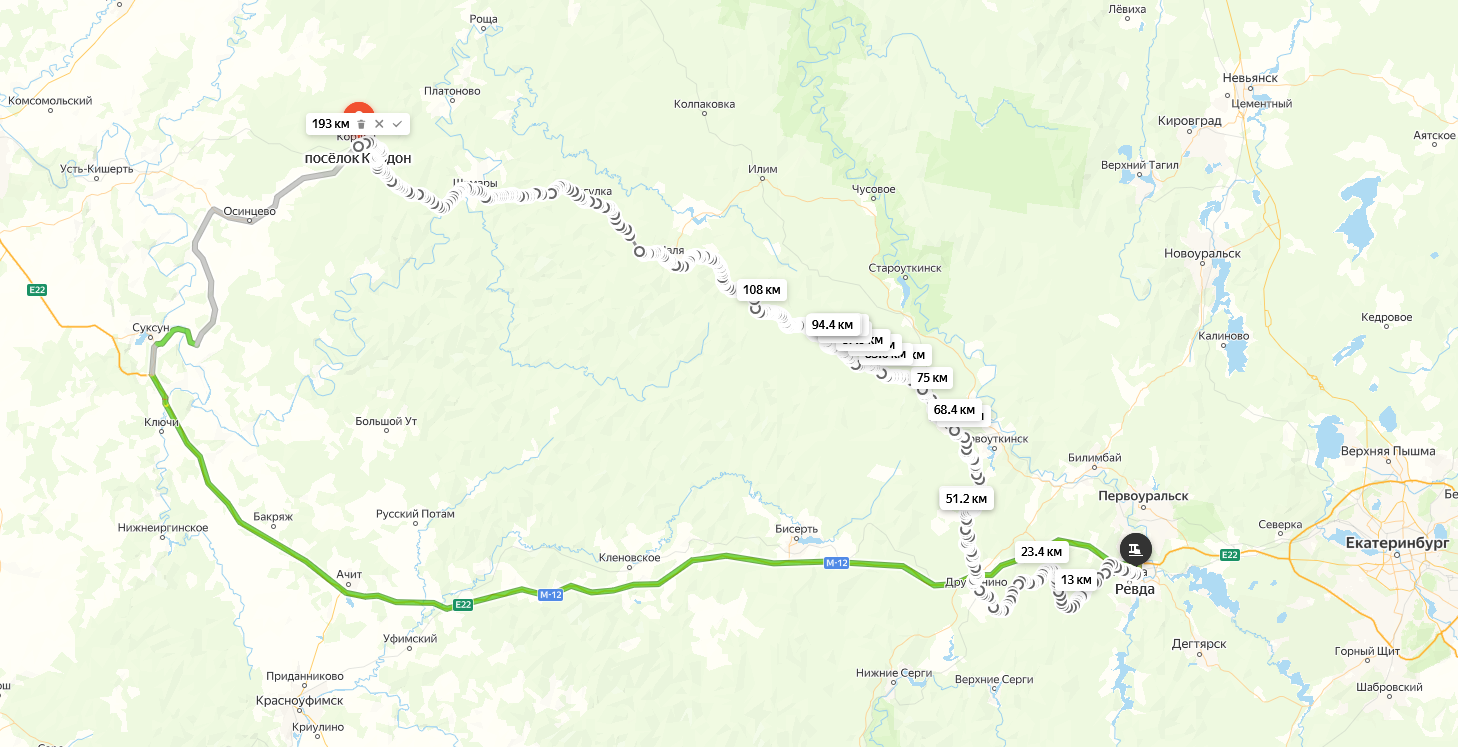 Лёвиха
Роща
Невьянск
Платоново
Комсомольский
Колпаковка
Цементный
Кировград
193 км
Аятское
посёлок К
дон
Верхний Тагил
Усть-Кишерть
Илим
Чусовое
Осинцево
Новоуральск
Староуткинск
E22
108 км
Кедровое
Суксун
94.4 км
Калиново
75 км
68.4 км
Ключи
Большой Ут
Билимбай
Верхняя Пышма
Первоуральск
51.2 км
Русский Потам
Бакряж
Нижнеиргинское
Бисерть
Северка
Екатеринбург
23.4 км
E22
Кленовское
М-12
Ачит
13 км
Ревда
М-12
E22
Уфимский
Дегтярск
Горный Щит
Нижние Серги
Верхние Серги
Приданниково
Шабровский
Красноуфимск
Криулино